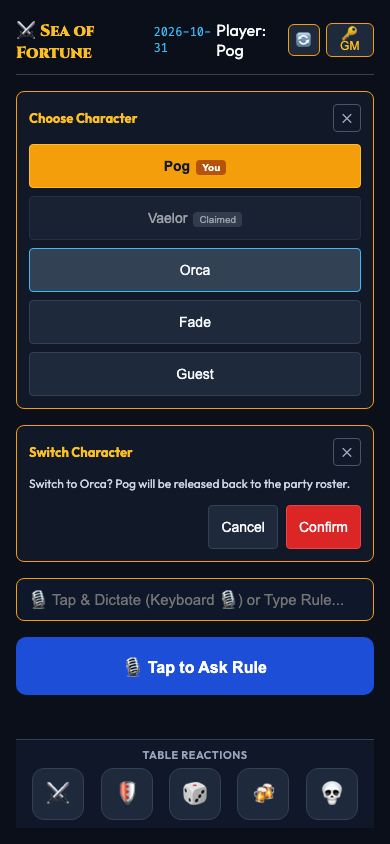 Sea of
Fortune
2026-10-
31
Player:
Pog
GM
Choose Character
Pog You
Vaelor Claimed
Orca
Fade
Guest
Switch Character
Switch to Orca? Pog will be released back to the party roster.
Cancel
Confirm
Tap & Dictate (Keyboard 🎙️) or Type Rule...
Tap to Ask Rule
TABLE REACTIONS